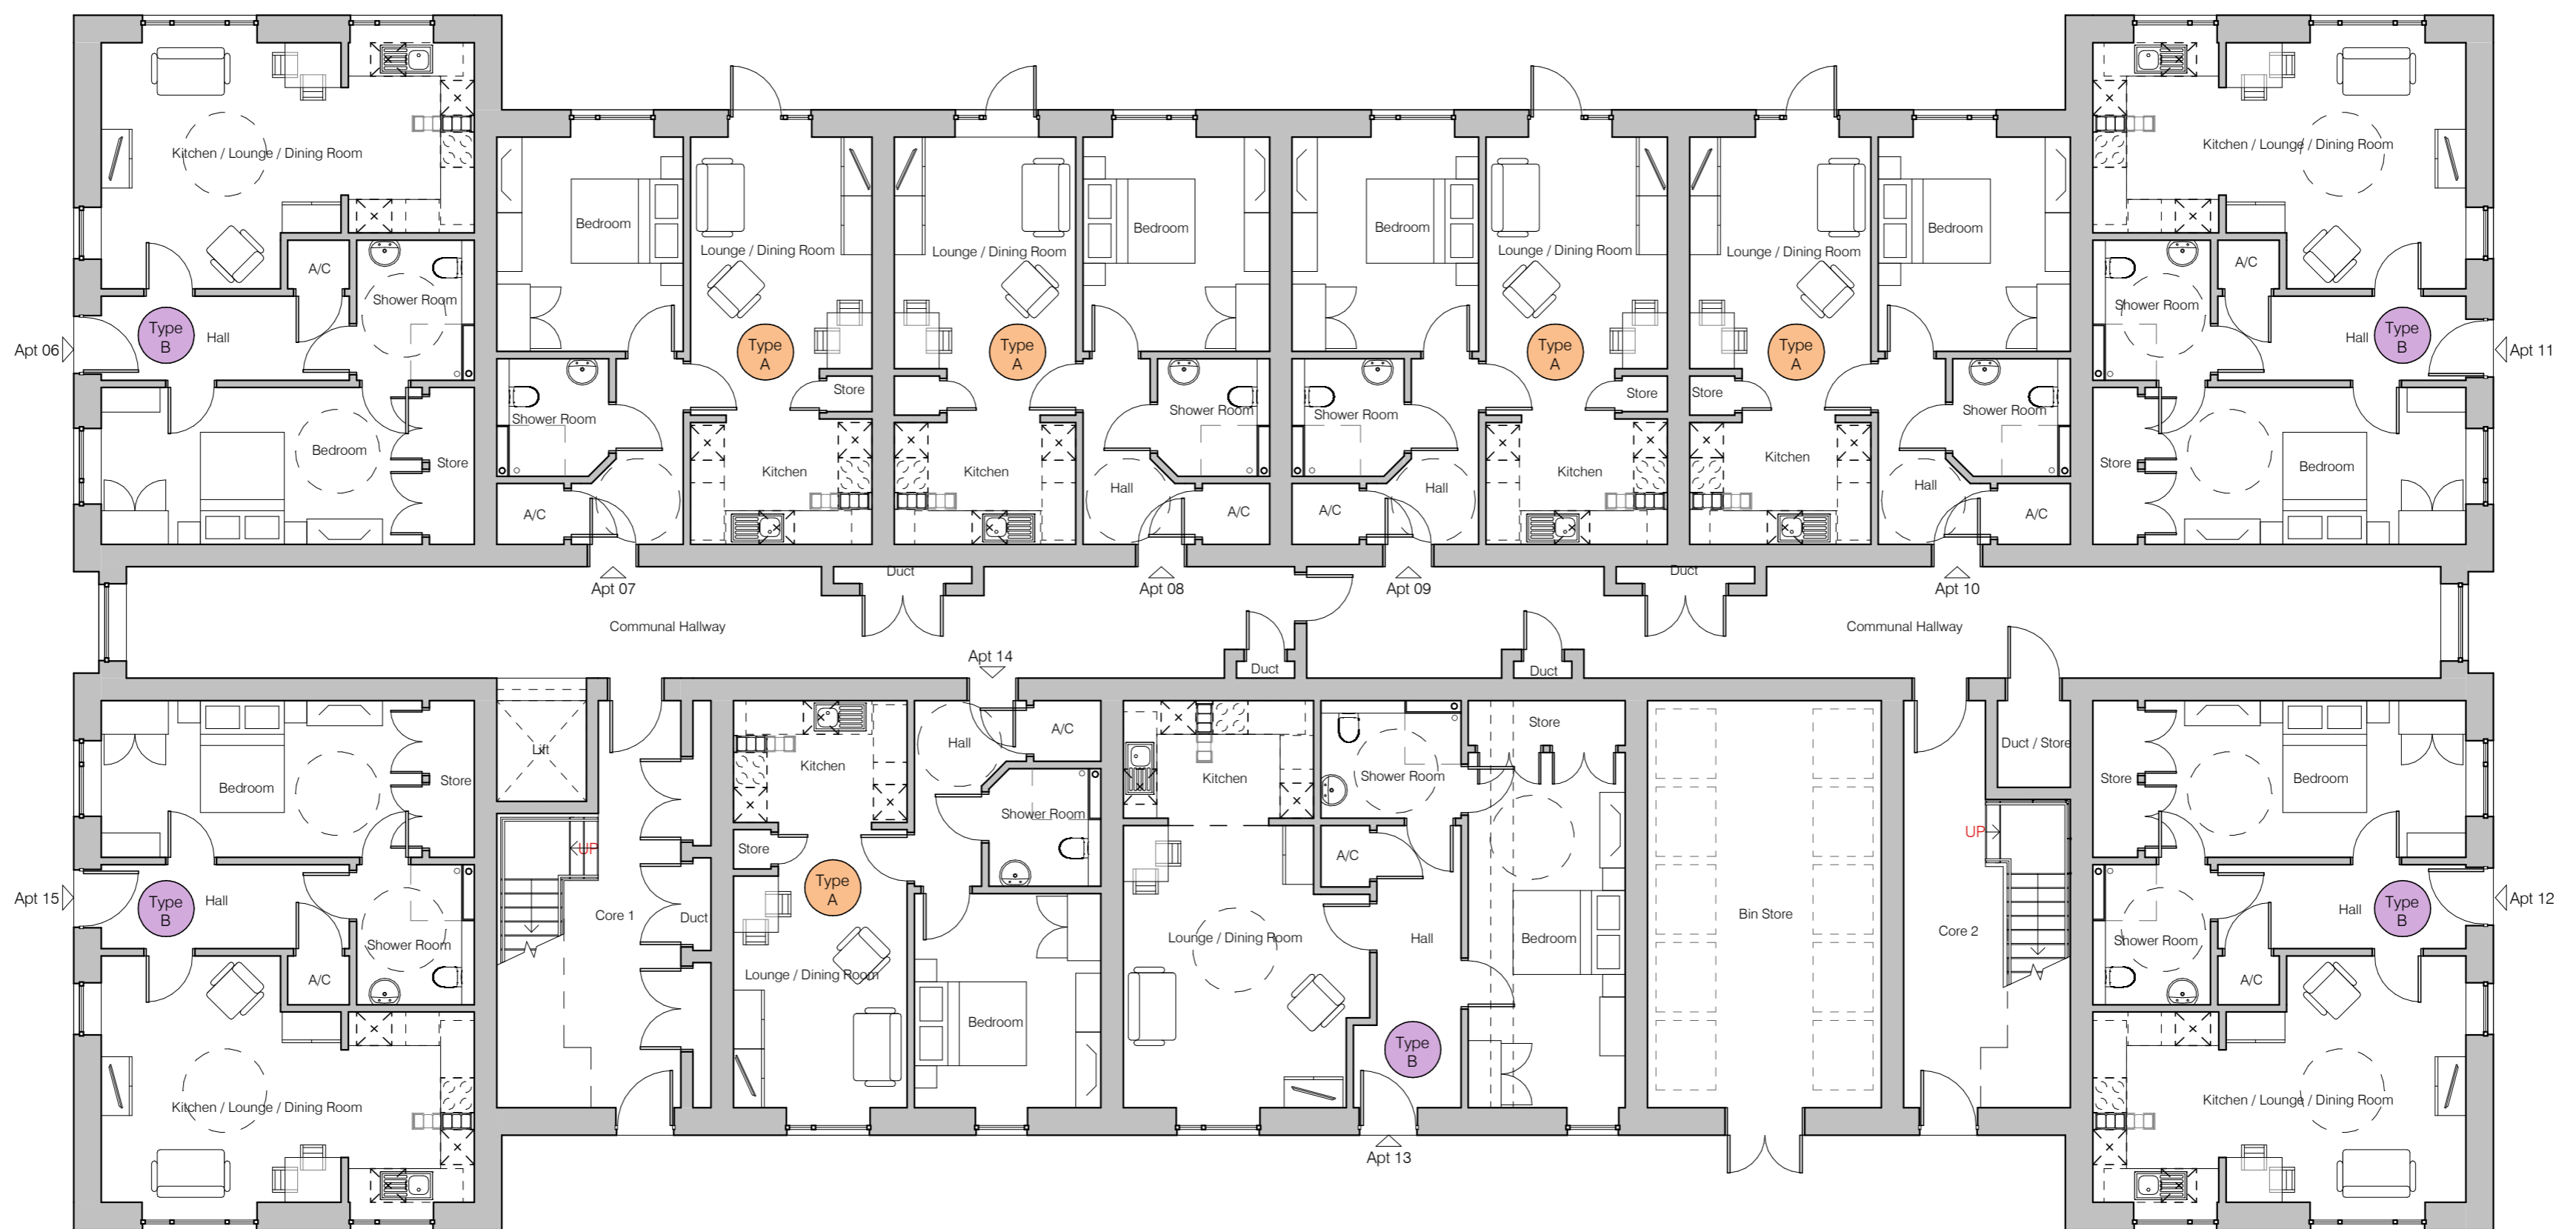 Kitchen / Lounge / Dining Room
A/C
Shower Room
Apt 06
Type
B
Hall
Bedroom
Store
Bedroom
Lounge / Dining Room
Type
A
Store
Shower Room
Kitchen
A/C
Apt 07
Lounge / Dining Room
Bedroom
Type
A
Shower Room
Kitchen
Hall
A/C
Apt 08
Duct
Bedroom
Lounge / Dining Room
Type
A
Store
Shower Room
Kitchen
Hall
A/C
Apt 09
Lounge / Dining Room
Bedroom
Type
A
Store
Shower Room
Kitchen
Hall
A/C
Apt 10
Duct
Kitchen / Lounge / Dining Room
A/C
Shower Room
Hall
Type
B
Apt 11
Store
Bedroom
Communal Hallway
Communal Hallway
Duct
Duct
Bedroom
Store
Apt 15
Type
B
Hall
Shower Room
A/C
Kitchen / Lounge / Dining Room
Lift
UP
Core 1
Duct
Apt 14
Hall
A/C
Kitchen
Shower Room
Store
Type
A
Lounge / Dining Room
Bedroom
Kitchen
Shower Room
Store
A/C
Lounge / Dining Room
Hall
Bedroom
Type
B
Apt 13
Bin Store
Duct / Store
UP
Core 2
Store
Bedroom
Hall
Type
B
Apt 12
Shower Room
A/C
Kitchen / Lounge / Dining Room